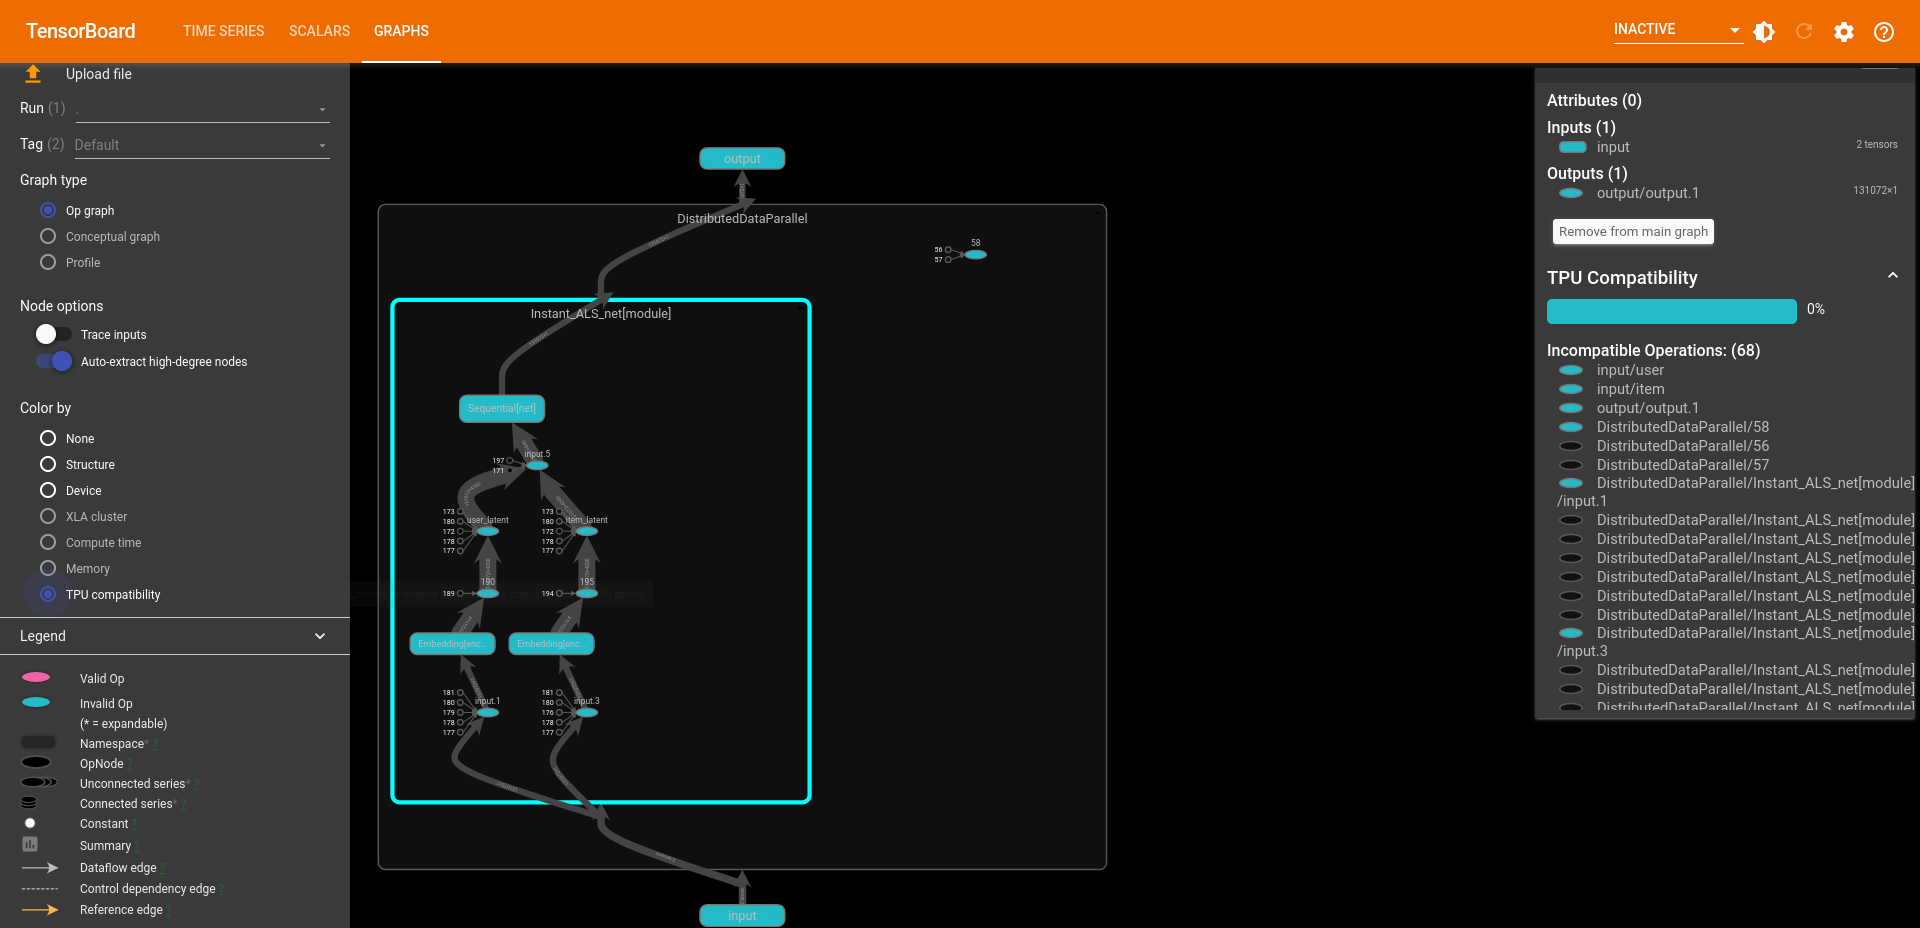 TensorBoard
TIME SERIES
SCALARS
GRAPHS
INACTIVE
Upload file
Run (1)
.
Tag (2)
Default
Graph type
Op graph
Conceptual graph
Profile
Node options
Trace inputs
Auto-extract high-degree nodes
Color by
None
Structure
Device
XLA cluster
Compute time
Memory
TPU compatibility
Legend
Valid Op
Invalid Op
(* = expandable)
Namespace* ?
OpNode ?
Unconnected series* ?
Connected series* ?
Constant ?
Summary ?
Dataflow edge ?
Control dependency edge ?
Reference edge ?
output
DistributedDataParallel
58
56
57
Instant_ALS_net[module]
Sequential[net]
input.5
197
171
173
180
172
178
177
user_latent
173
180
172
178
177
item_latent
190
189
195
194
Embedding[enc...
Embedding[enc...
181
180
179
178
177
input.1
181
180
176
178
177
input.3
input
Attributes (0)
Inputs (1)
input
2 tensors
Outputs (1)
output/output.1
131072×1
Remove from main graph
TPU Compatibility
0%
Incompatible Operations: (68)
input/user
input/item
output/output.1
DistributedDataParallel/58
DistributedDataParallel/56
DistributedDataParallel/57
DistributedDataParallel/Instant_ALS_net[module]
/input.1
DistributedDataParallel/Instant_ALS_net[module]
DistributedDataParallel/Instant_ALS_net[module]
DistributedDataParallel/Instant_ALS_net[module]
DistributedDataParallel/Instant_ALS_net[module]
DistributedDataParallel/Instant_ALS_net[module]
DistributedDataParallel/Instant_ALS_net[module]
DistributedDataParallel/Instant_ALS_net[module]
/input.3
DistributedDataParallel/Instant_ALS_net[module]
DistributedDataParallel/Instant_ALS_net[module]
DistributedDataParallel/Instant_ALS_net[module]